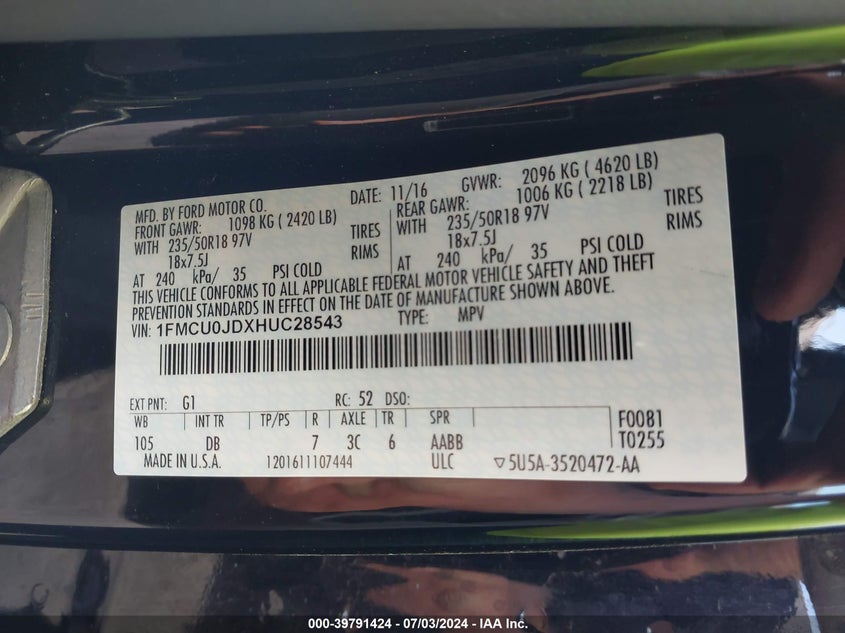 MFD. BY FORD MOTOR CO. DATE: 11/16 GVWR: 2096 KG ( 4620 LB)
FRONT GAWR: 1098 KG ( 2420 LB) REAR GAWR: 1006 KG ( 2218 LB)
WITH 235/50R18 97V TIRES WITH 235/50R18 97V TIRES
18x7.5J RIMS 18x7.5J RIMS
AT 240 kPa/ 35 PSI COLD AT 240 kPa/ 35 PSI COLD
THIS VEHICLE CONFORMS TO ALL APPLICABLE FEDERAL MOTOR VEHICLE SAFETY AND THEFT
PREVENTION STANDARDS IN EFFECT ON THE DATE OF MANUFACTURE SHOWN ABOVE.
VIN: 1FMCU0JDXHUC28543 TYPE: MPV
EXT PNT: G1 RC: 52 DSO:
WB INT TR TP/PS R AXLE TR SPR F0081
105 DB 7 3C 6 AABB T0255
MADE IN U.S.A. 1201611107444 ULC ▽5U5A-3520472-AA
000-39791424 - 07/03/2024 - IAA Inc.